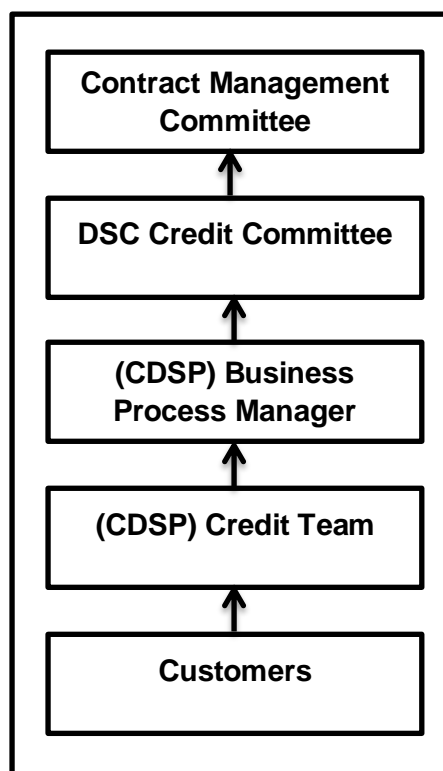 Contract Management
Committee
DSC Credit Committee
(CDSP) Business
Process Manager
(CDSP) Credit Team
Customers